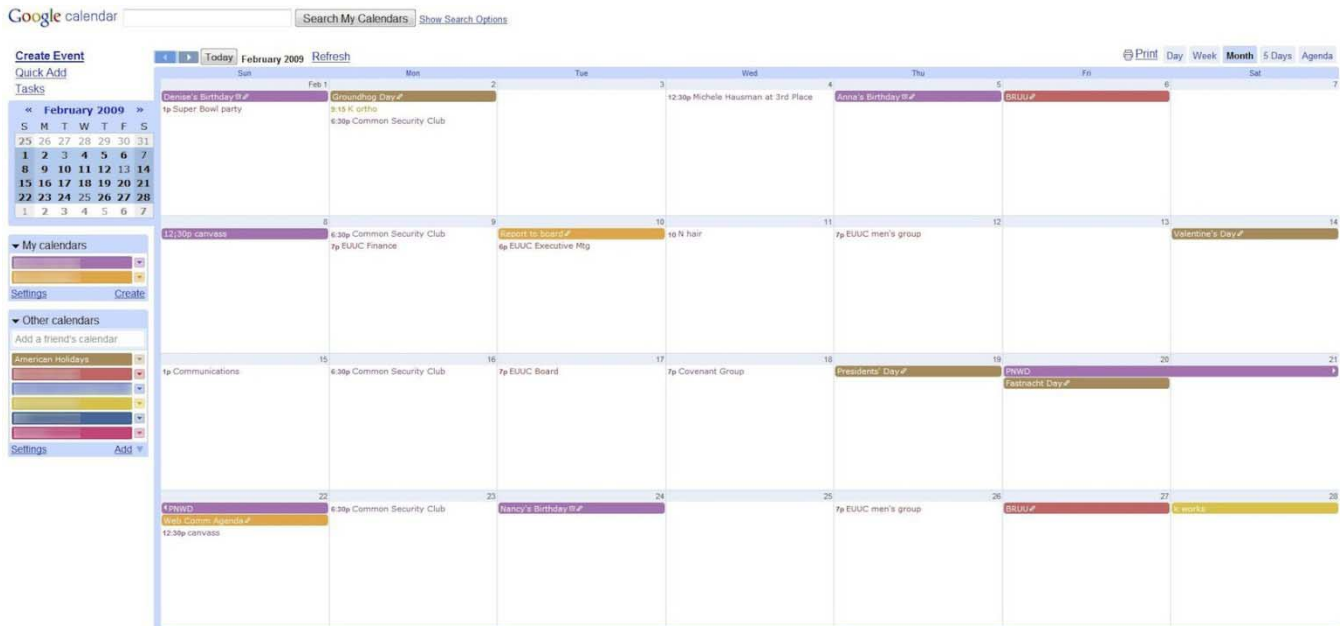 Google calendar
Search My Calendars Show Search Options
Create Event
Quick Add
Tasks
« February 2009 »
S M T W T F S
25 26 27 28 29 30 31
1 2 3 4 5 6 7
8 9 10 11 12 13 14
15 16 17 18 19 20 21
22 23 24 25 26 27 28
1 2 3 4 5 6 7
My calendars
Settings Create
Other calendars
Add a friend's calendar
American Holidays
Settings Add
Today February 2009 Refresh
Print Day Week Month 5 Days Agenda
Sun Mon Tue Wed Thu Fri Sat
Feb 1 2 3 4 5 6 7
Denise's Birthday Groundhog Day Anna's Birthday BRUU
1p Super Bowl party 9:15 K ortho 12:30p Michele Hausman at 3rd Place
6:30p Common Security Club
8 9 10 11 12 13 14
12;30p canvass 6:30p Common Security Club Report to board 10 N hair 7p EUUC men's group Valentine's Day
7p EUUC Finance 6p EUUC Executive Mtg
15 16 17 18 19 20 21
1p Communications 6:30p Common Security Club 7p EUUC Board 7p Covenant Group Presidents' Day PNWD
Fastnacht Day
22 23 24 25 26 27 28
PNWD 6:30p Common Security Club Nancy's Birthday 7p EUUC men's group BRUU k works
Web Comm Agenda
12:30p canvass